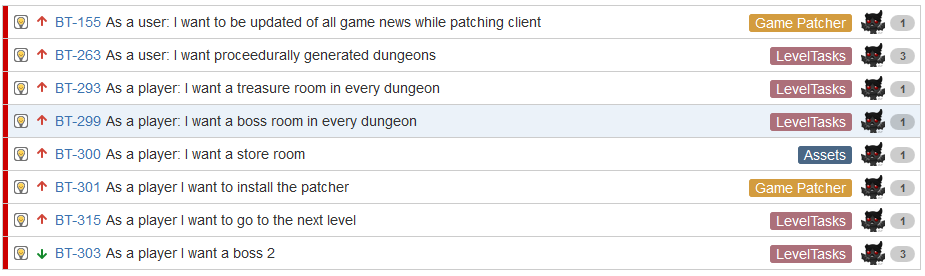 BT-155 As a user: I want to be updated of all game news while patching client Game Patcher 1
BT-263 As a user: I want proceedurally generated dungeons LevelTasks 3
BT-293 As a player: I want a treasure room in every dungeon LevelTasks 1
BT-299 As a player: I want a boss room in every dungeon LevelTasks 1
BT-300 As a player: I want a store room Assets 1
BT-301 As a player I want to install the patcher Game Patcher 1
BT-315 As a player I want to go to the next level LevelTasks 1
BT-303 As a player I want a boss 2 LevelTasks 3